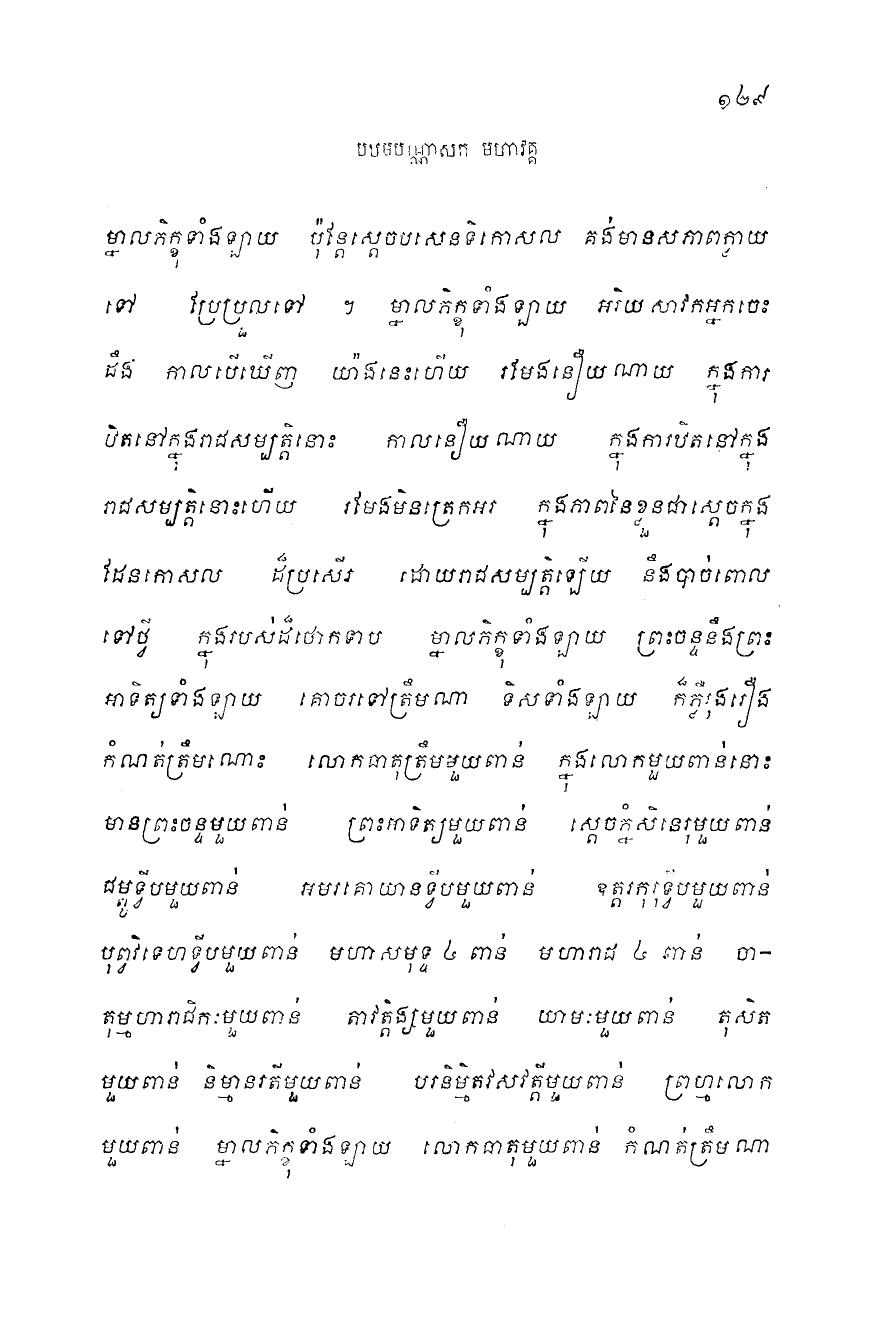 ១២៩
បឋមបណ្ណាសក មហាវគ្គ
ម្នាលភិក្ខុទាំងឡាយ ប៉ុន្តែស្តេចបសេនទិកោសល គង់មានសភាពក្លាយ
ទៅ ប្រែប្រួលទៅ ។ ម្នាលភិក្ខុទាំងឡាយ អរិយសាវកអ្នកចេះ
ដឹង កាលបើឃើញ យ៉ាងនេះហើយ រមែងនឿយណាយ ក្នុងការ
ឋិតនៅក្នុងរាជសម្បត្តិនោះ កាលនឿយណាយ ក្នុងការឋិតនៅក្នុង
រាជសម្បត្តិនោះហើយ រមែងមិនត្រេកអរ ក្នុងភាពនៃខ្លួនជាស្តេចក្នុង
ដែនកោសល ដ៏ប្រសើរ ដោយរាជសម្បត្តិឡើយ នឹងបាច់ពោល
ទៅថ្វី ក្នុងរបស់ដ៏ថោកទាប ម្នាលភិក្ខុទាំងឡាយ ព្រះចន្ទនឹងព្រះ
អាទិត្យទាំងឡាយ គោចរទៅត្រឹមណា ទិសទាំងឡាយ ក៏ភ្លឺរុងរឿង
កំណត់ត្រឹមណោះ លោកធាតុត្រឹមមួយពាន់ ក្នុងលោកមួយពាន់នោះ
មានព្រះចន្ទមួយពាន់ ព្រះអាទិត្យមួយពាន់ ស្តេចភ្នំសិនេរុមួយពាន់
ជម្ពូទ្វីបមួយពាន់ អមរគោយានទ្វីបមួយពាន់ ឧត្តរកុរុទ្វីបមួយពាន់
បុព្វវិទេហទ្វីបមួយពាន់ មហាសមុទ្ទ ៤ ពាន់ មហារាជ ៤ ពាន់ ចា-
តុម្មហារាជិកៈមួយពាន់ តាវត្តិង្សមួយពាន់ យាមៈមួយពាន់ តុសិត
មួយពាន់ និម្មានរតីមួយពាន់ បរនិម្មិតវសវត្តីមួយពាន់ ព្រហ្មលោក
មួយពាន់ ម្នាលភិក្ខុទាំងឡាយ លោកធាតុមួយពាន់ កំណត់ត្រឹមណា